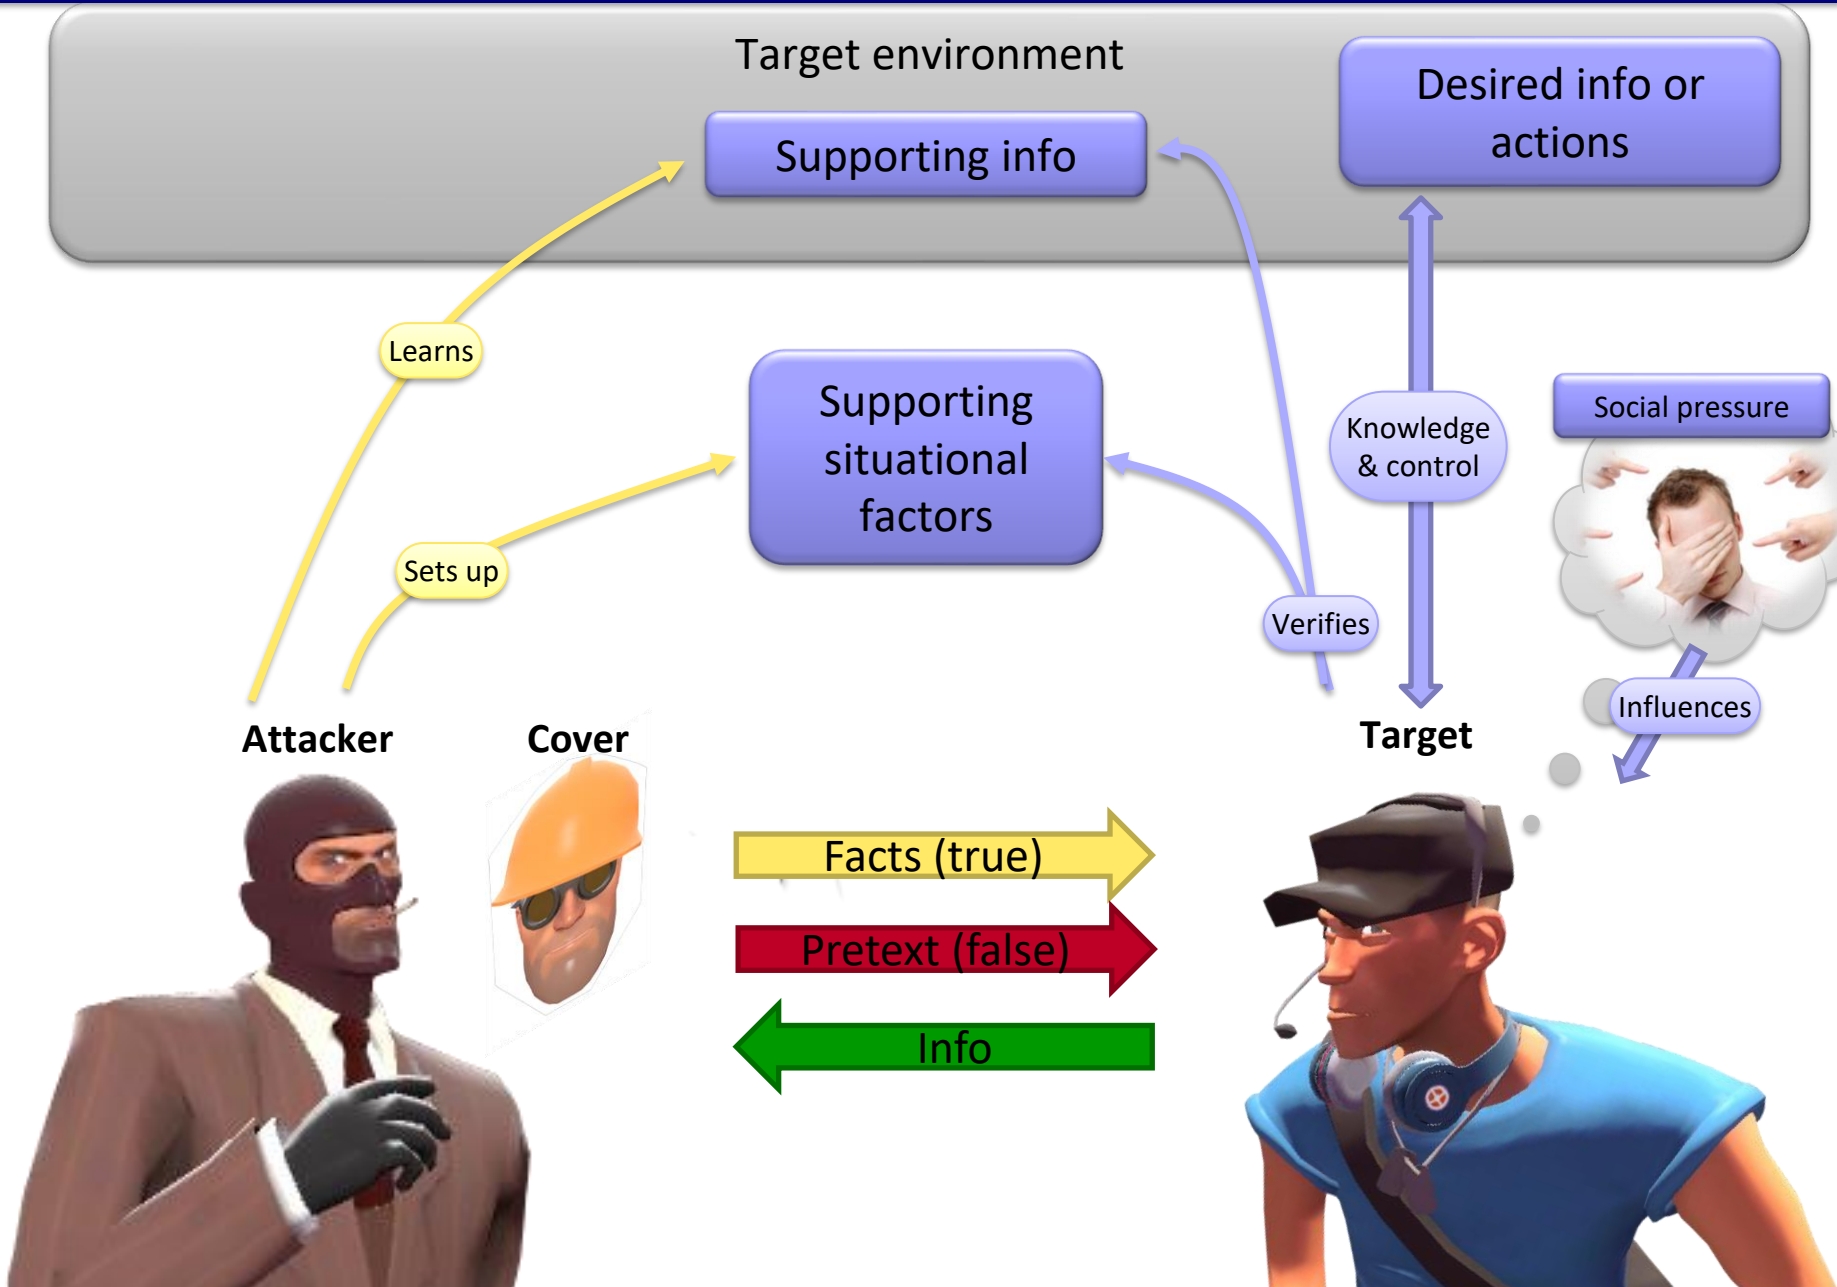 Target environment
Desired info or
actions
Supporting info
Learns
Supporting
situational
factors
Knowledge
& control
Social pressure
Sets up
Verifies
Influences
Attacker
Cover
Target
Facts (true)
Pretext (false)
Info